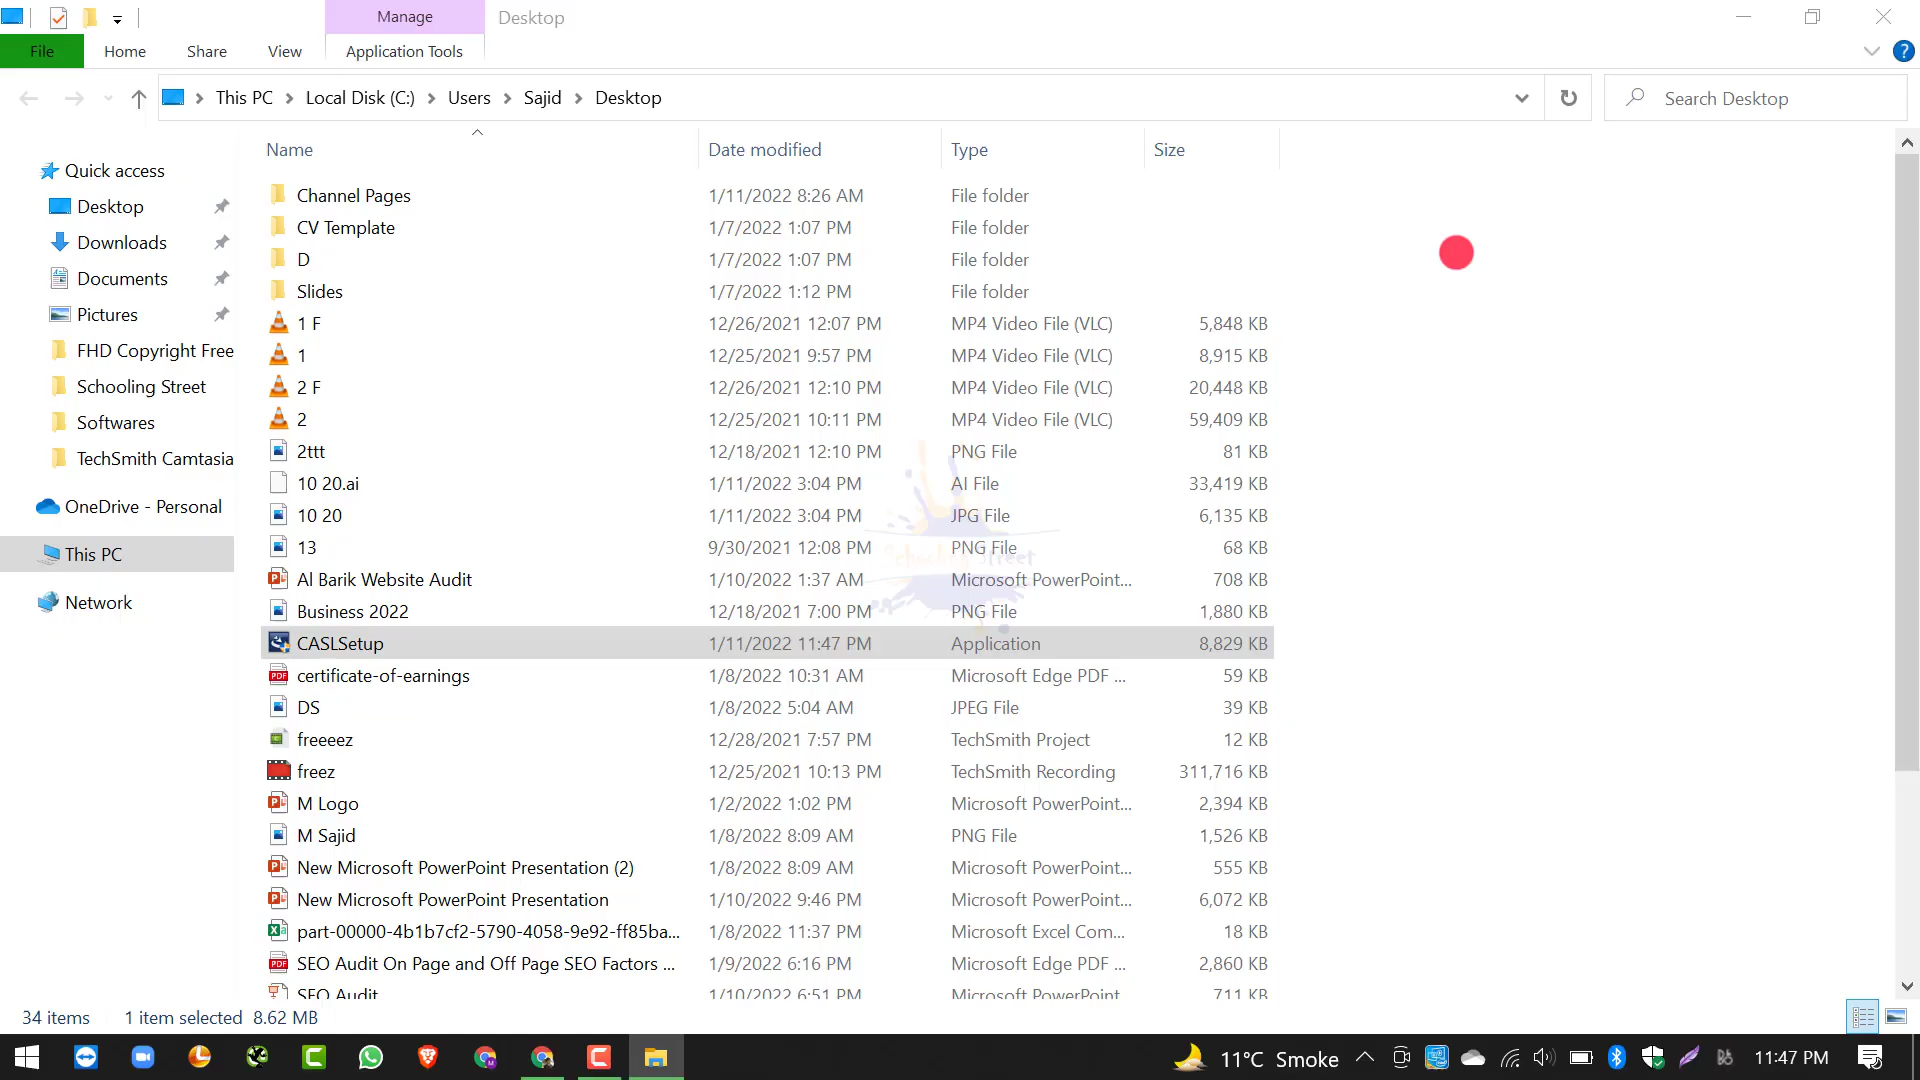 Manage
Desktop
File
Home
Share
View
Application Tools
This PC
Local Disk (C:)
Users
Sajid
Desktop
Search Desktop
Name
Date modified
Type
Size
Quick access
Desktop
Downloads
Documents
Pictures
FHD Copyright Free
Schooling Street
Softwares
TechSmith Camtasia
OneDrive - Personal
This PC
Network
Channel Pages 1/11/2022 8:26 AM File folder
CV Template 1/7/2022 1:07 PM File folder
D 1/7/2022 1:07 PM File folder
Slides 1/7/2022 1:12 PM File folder
1 F 12/26/2021 12:07 PM MP4 Video File (VLC) 5,848 KB
1 12/25/2021 9:57 PM MP4 Video File (VLC) 8,915 KB
2 F 12/26/2021 12:10 PM MP4 Video File (VLC) 20,448 KB
2 12/25/2021 10:11 PM MP4 Video File (VLC) 59,409 KB
2ttt 12/18/2021 12:10 PM PNG File 81 KB
10 20.ai 1/11/2022 3:04 PM AI File 33,419 KB
10 20 1/11/2022 3:04 PM JPG File 6,135 KB
13 9/30/2021 12:08 PM PNG File 68 KB
Al Barik Website Audit 1/10/2022 1:37 AM Microsoft PowerPoint... 708 KB
Business 2022 12/18/2021 7:00 PM PNG File 1,880 KB
CASLSetup 1/11/2022 11:47 PM Application 8,829 KB
certificate-of-earnings 1/8/2022 10:31 AM Microsoft Edge PDF ... 59 KB
DS 1/8/2022 5:04 AM JPEG File 39 KB
freeeez 12/28/2021 7:57 PM TechSmith Project 12 KB
freez 12/25/2021 10:13 PM TechSmith Recording 311,716 KB
M Logo 1/2/2022 1:02 PM Microsoft PowerPoint... 2,394 KB
M Sajid 1/8/2022 8:09 AM PNG File 1,526 KB
New Microsoft PowerPoint Presentation (2) 1/8/2022 8:09 AM Microsoft PowerPoint... 555 KB
New Microsoft PowerPoint Presentation 1/10/2022 9:46 PM Microsoft PowerPoint... 6,072 KB
part-00000-4b1b7cf2-5790-4058-9e92-ff85ba... 1/8/2022 11:37 PM Microsoft Excel Com... 18 KB
SEO Audit On Page and Off Page SEO Factors ... 1/9/2022 6:16 PM Microsoft Edge PDF ... 2,860 KB
SEO Audit 1/10/2022 6:51 PM Microsoft PowerPoint 711 KB
Schooling Street
34 items 1 item selected 8.62 MB
11°C Smoke
11:47 PM